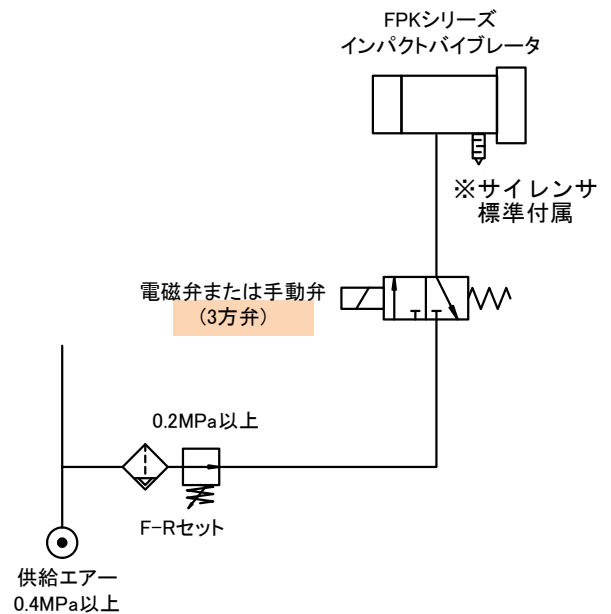 FPKシリーズ
インパクトバイブレータ
※サイレンサ
標準付属
電磁弁または手動弁
(3方弁)
0.2MPa以上
F-Rセット
供給エアー
0.4MPa以上